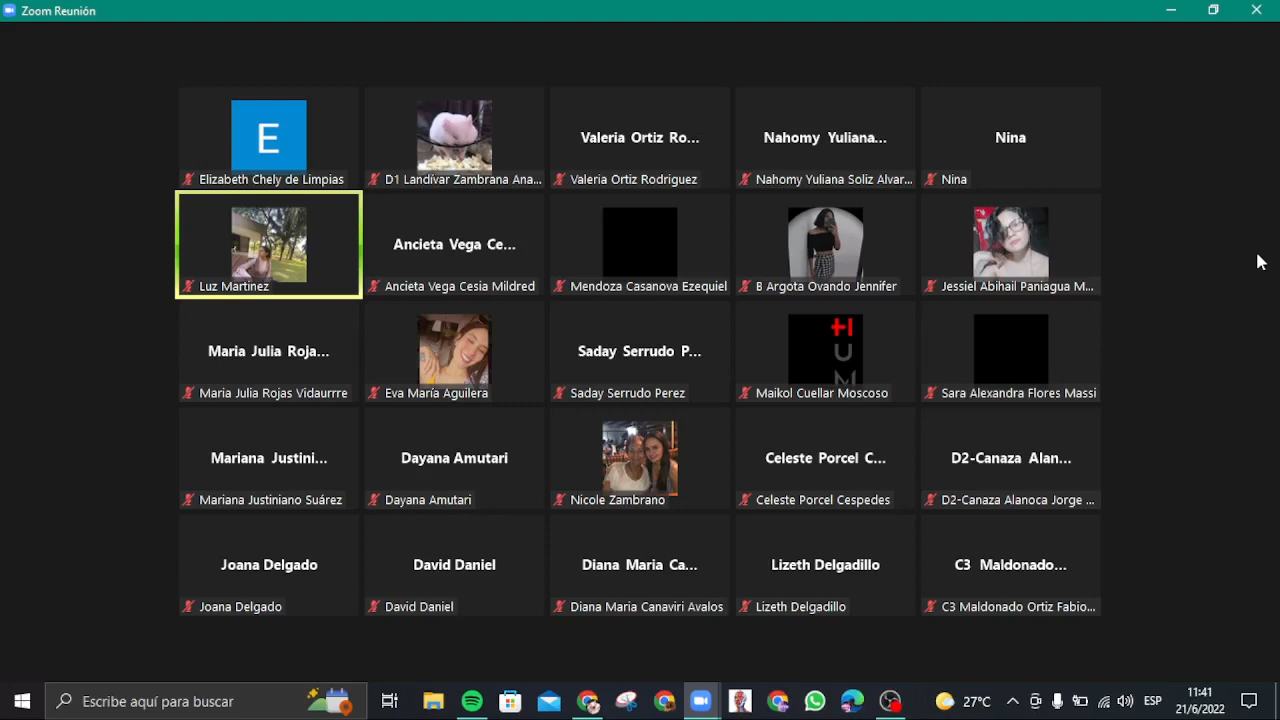 Zoom Reunión
E
Valeria Ortiz Ro...
Nahomy Yuliana...
Nina
Elizabeth Chely de Limpias
D1 Landívar Zambrana Ana...
Valeria Ortiz Rodriguez
Nahomy Yuliana Soliz Alvar...
Nina
Ancieta Vega Ce...
Luz Martinez
Ancieta Vega Cesia Mildred
Mendoza Casanova Ezequiel
B Argota Ovando Jennifer
Jessiel Abihail Paniagua M...
Maria Julia Roja...
Saday Serrudo P...
HUM
Maria Julia Rojas Vidaurrre
Eva María Aguilera
Saday Serrudo Perez
Maikol Cuellar Moscoso
Sara Alexandra Flores Massi
Mariana Justini...
Dayana Amutari
Celeste Porcel C...
D2-Canaza Alan...
Mariana Justiniano Suárez
Dayana Amutari
Nicole Zambrano
Celeste Porcel Cespedes
D2-Canaza Alanoca Jorge ...
Joana Delgado
David Daniel
Diana Maria Ca...
Lizeth Delgadillo
C3 Maldonado...
Joana Delgado
David Daniel
Diana Maria Canaviri Avalos
Lizeth Delgadillo
C3 Maldonado Ortiz Fabio...
Escribe aquí para buscar
27°C
ESP
11:41
21/6/2022